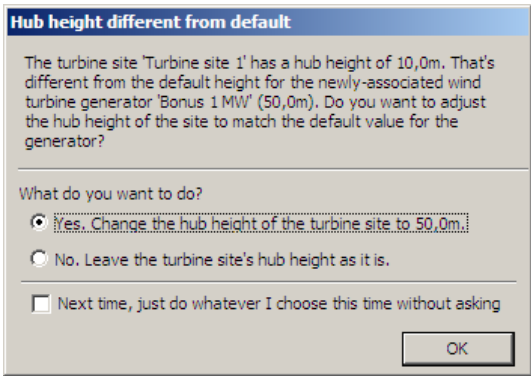 Hub height different from default
The turbine site 'Turbine site 1' has a hub height of 10,0m. That's
different from the default height for the newly-associated wind
turbine generator 'Bonus 1 MW' (50,0m). Do you want to adjust
the hub height of the site to match the default value for the
generator?
What do you want to do?
Yes. Change the hub height of the turbine site to 50,0m.
No. Leave the turbine site's hub height as it is.
Next time, just do whatever I choose this time without asking
OK